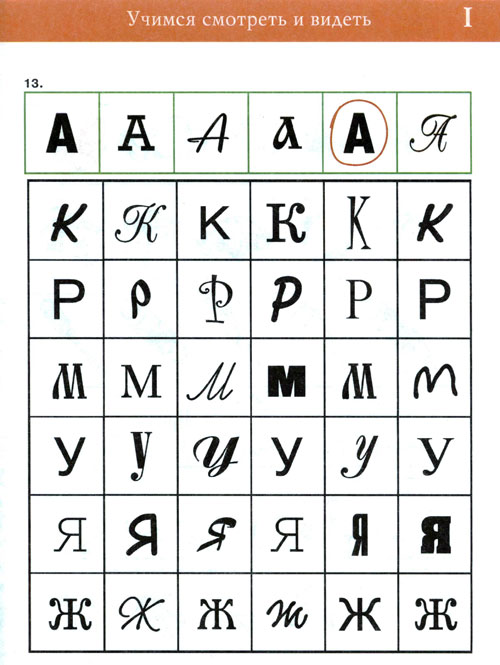 Учимся смотреть и видеть I
13.
А А А А А А
К К К К К К
Р Р Р Р Р Р
М М М М М М
У У У У У У
Я Я Я Я Я Я
Ж Ж Ж Ж Ж Ж